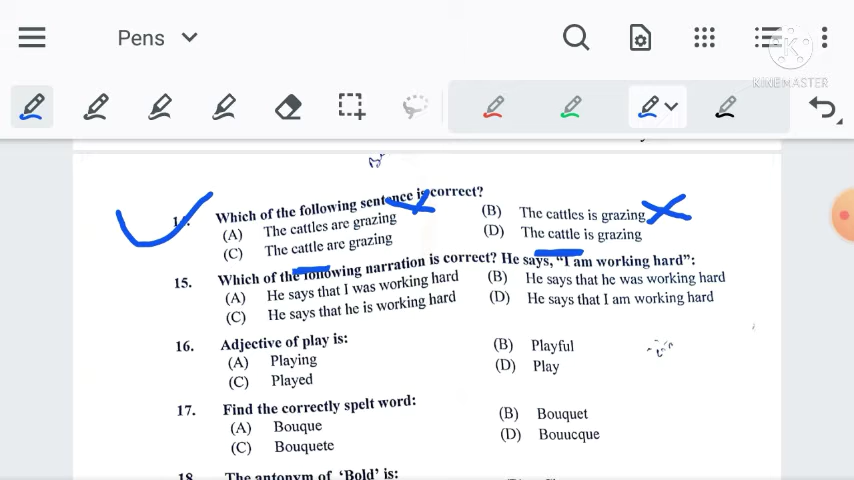 Pens
KINEMASTER
14. Which of the following sentence is correct?
(A) The cattles are grazing (B) The cattles is grazing
(C) The cattle are grazing (D) The cattle is grazing
15. Which of the following narration is correct? He says, “I am working hard”:
(A) He says that I was working hard (B) He says that he was working hard
(C) He says that he is working hard (D) He says that I am working hard
16. Adjective of play is:
(A) Playing (B) Playful
(C) Played (D) Play
17. Find the correctly spelt word:
(A) Bouque (B) Bouquet
(C) Bouquete (D) Bouucque
18. The antonym of ‘Bold’ is: